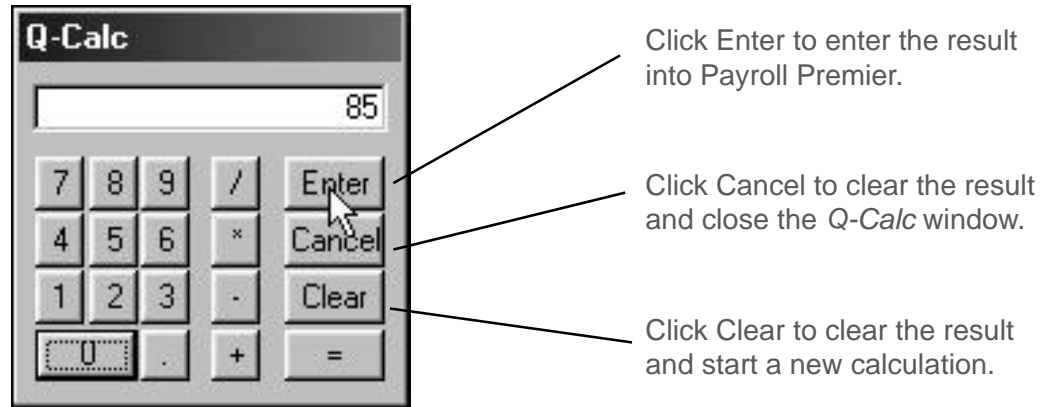 Q-Calc
85
7 8 9 / Enter
4 5 6 * Cancel
1 2 3 - Clear
0 . + =
Click Enter to enter the result
into Payroll Premier.
Click Cancel to clear the result
and close the Q-Calc window.
Click Clear to clear the result
and start a new calculation.